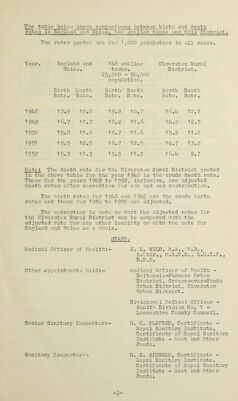 The table below shows comparisons between birth and death
rates in England and Wales, 148 smaller towns and this district.
The rates quoted are for 1,000 population in all cases.
Year. England and Wales. 148 smaller towns. 25,000 - 50,000 population. Ulverston Rural District.
Birth Rate. Death Rate. Birth Rate. Death Rate. Birth Rate. Death Rate.
1948 17.9 10.8 19.2 10.7 16.4 12.7
1949 16.7 11.7 18.0 11.6 14.0 12.5
1950 15.8 11.6 16.7 11.6 15.2 11.2
1951 15.5 12.5 16.7 12.5 14.7 13.2
1952 15.3 11.3 15.5 11.2 16.4 8.7
Note: The death rate for the Ulverston Rural District quoted
in the above table for the year 1948 is the crude death rate.
Those for the years 1949 to 1952, inclusive, are adjusted
death rates after correction for age and sex distribution.
The birth rates for 1948 and 1949 are the crude birth
rates and those for 1950 to 1952 are adjusted.
The correction is made so that the adjusted rates for
the Ulverston Rural District can be compared with the
adjusted rate for any other locality or with the rate for
England and Wales as a whole.
STAFF.
Medical Officer of Health:- J. L. WILD, M.A., M.B.,
B.Chir., M.R.C.S., L.R.C.P.,
D.P.H.
Other Appointments Held:- Medical Officer of Health -
Dalton-in-Furness Urban
District, Grange-over-Sands
Urban District, Ulverston
Urban District.
Divisional Medical Officer -
Health Division No. 1 -
Lancashire County Council.
Senior Sanitary Inspector:- H. C. CLAYDON, Certificate -
Royal Sanitary Institute.
Certificate of Royal Sanitary
Institute - Meat and Other
Foods.
Sanitary Inspector:- Certificate -
Royal Sanitary Institute.
Certificate of Royal Sanitary
Institute - Meat and Other
Foods.
-3-